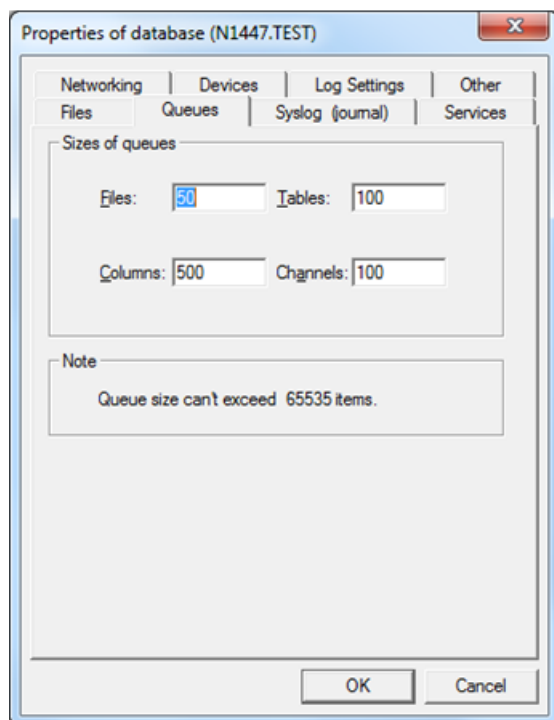 Properties of database (N1447.TEST)
Networking Devices Log Settings Other
Files Queues Syslog (journal) Services
Sizes of queues
Files: 50 Tables: 100
Columns: 500 Channels: 100
Note
Queue size can't exceed 65535 items.
OK Cancel